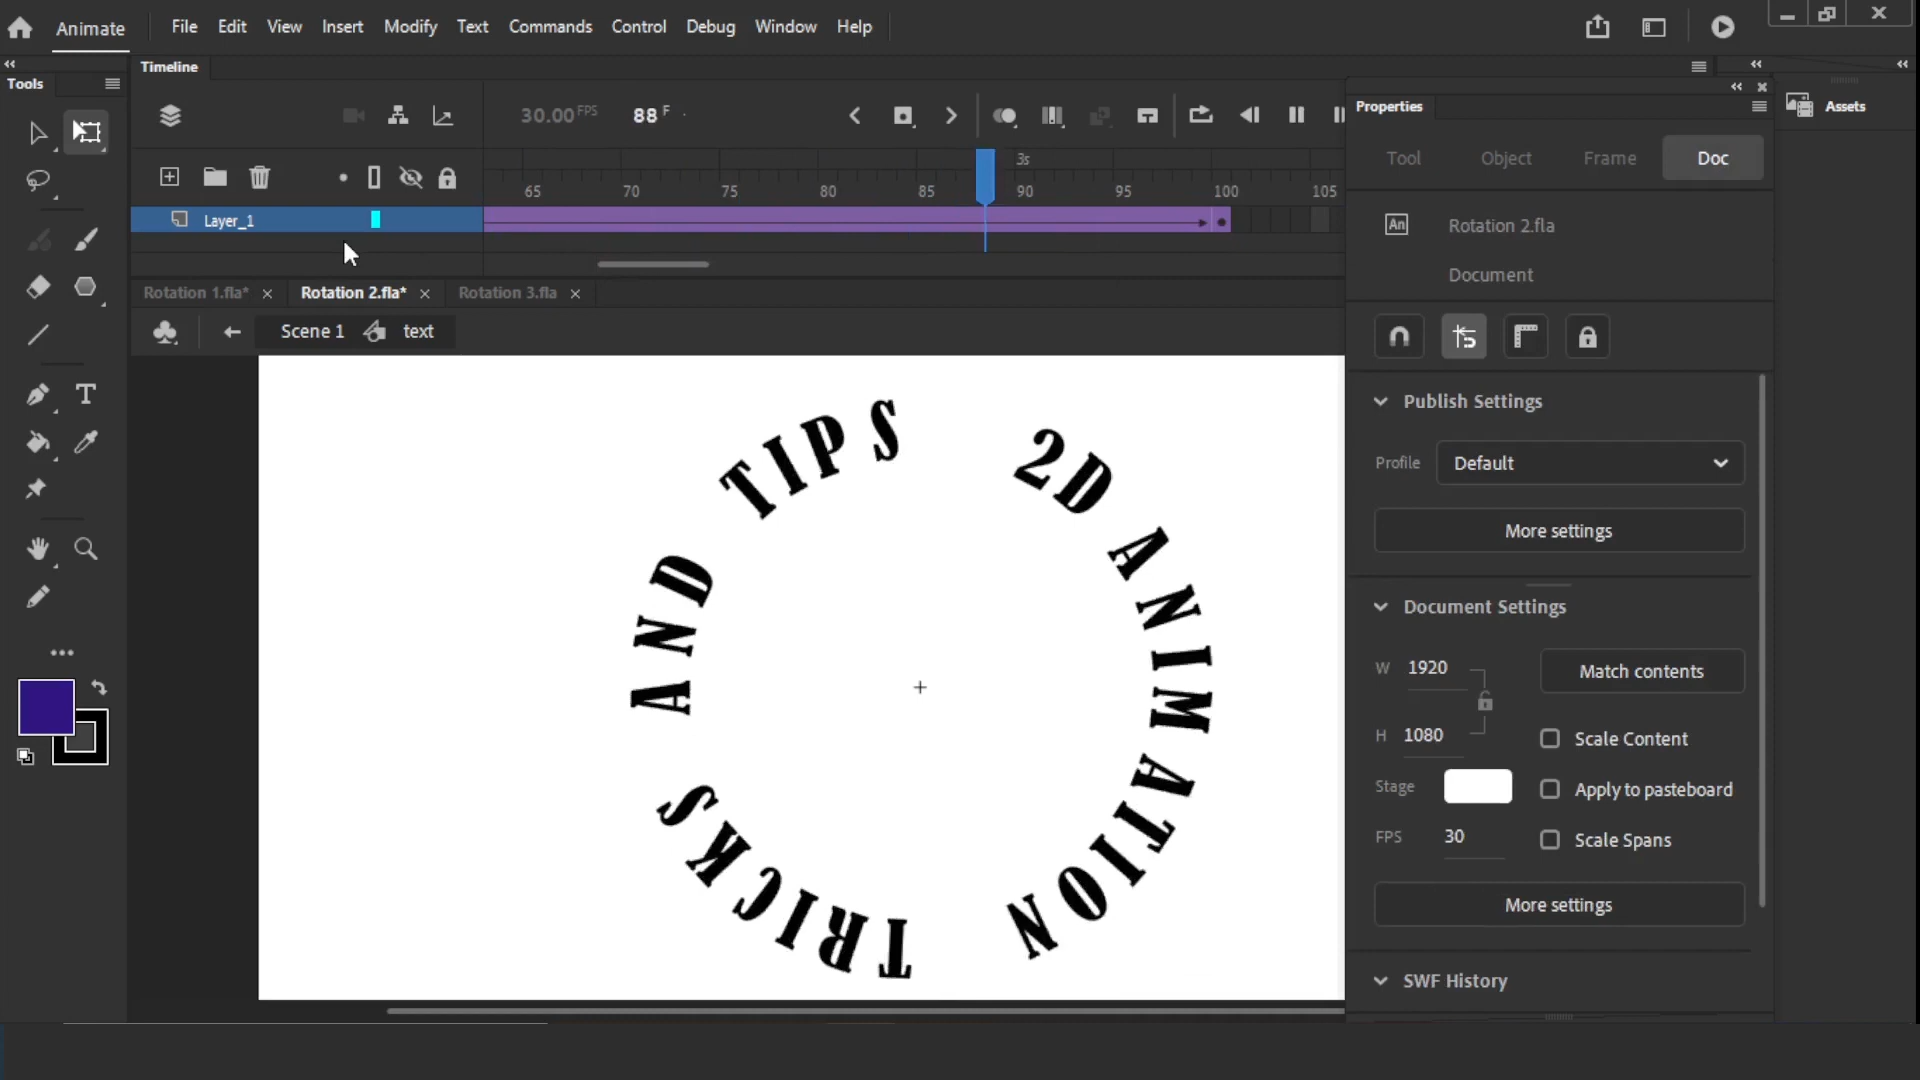 Animate File Edit View Insert Modify Text Commands Control Debug Window Help
Tools
Timeline
30.00 FPS 88 F
3s
65 70 75 80 85 90 95 100 105
Layer_1
Rotation 1.fla* Rotation 2.fla* Rotation 3.fla
Scene 1 text
2D ANIMATION TRICKS AND TIPS
Properties
Tool Object Frame Doc
An Rotation 2.fla
Document
Publish Settings
Profile Default
More settings
Document Settings
W 1920 Match contents
H 1080 Scale Content
Stage Apply to pasteboard
FPS 30 Scale Spans
More settings
SWF History
Assets